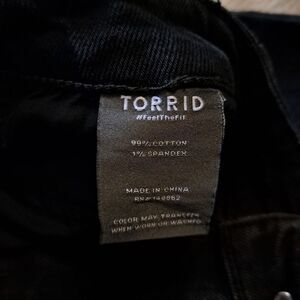 TORRID
#FeelTheFit
99% COTTON
1% SPANDEX
MADE IN CHINA
COLOR MAY TRANSFER
WHEN WORN OR WASHED